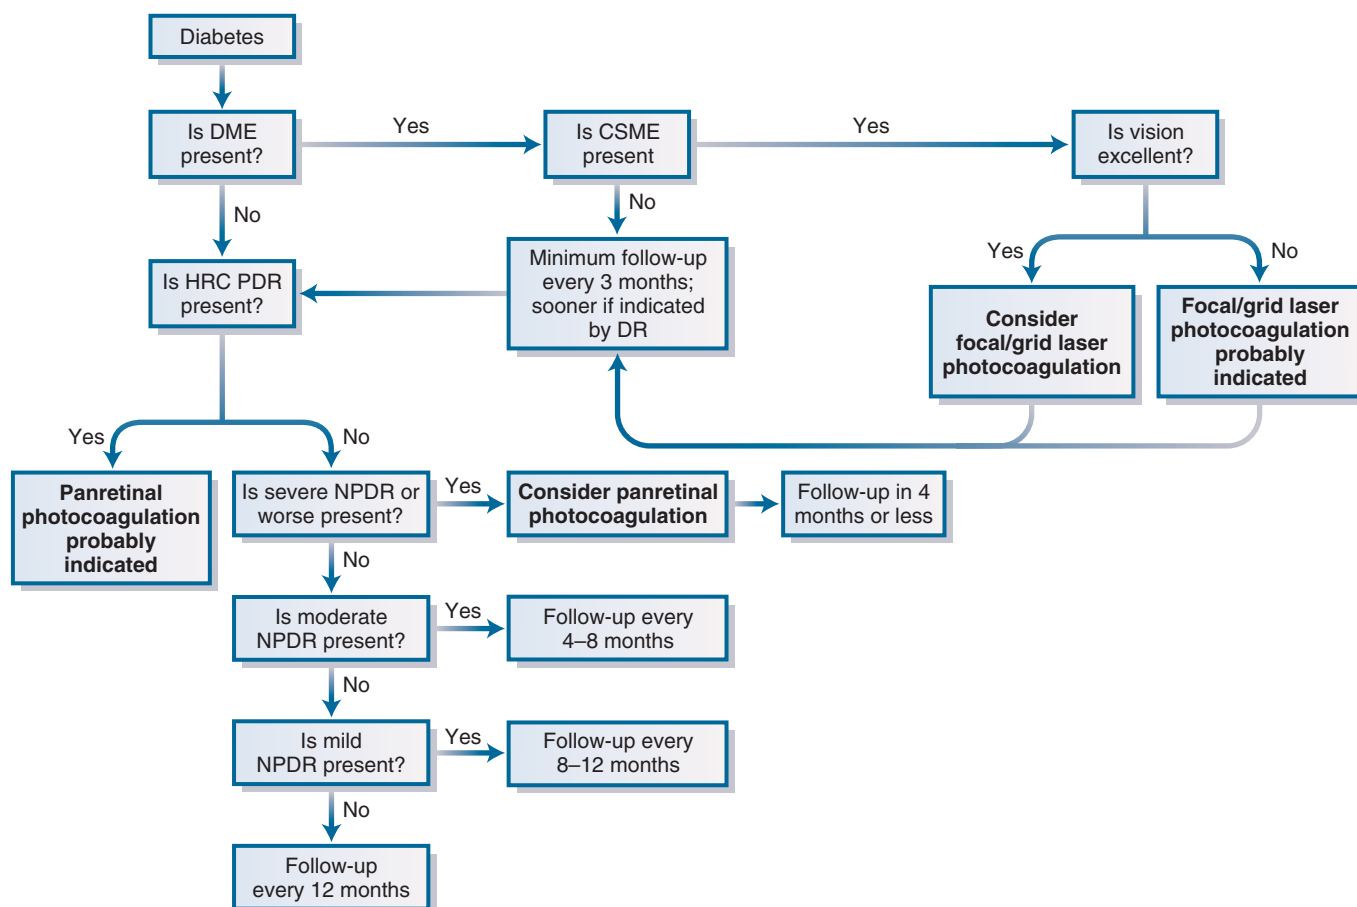 Diabetes
Is DME
present?
Yes
Is CSME
present
Yes
Is vision
excellent?
No
No
Yes
No
Is HRC PDR
present?
Minimum follow-up
every 3 months;
sooner if indicated
by DR
Consider
focal/grid laser
photocoagulation
Focal/grid laser
photocoagulation
probably
indicated
Yes
No
Panretinal
photocoagulation
probably
indicated
Is severe NPDR or
worse present?
Yes
Consider panretinal
photocoagulation
Follow-up in 4
months or less
No
Is moderate
NPDR present?
Yes
Follow-up every
4–8 months
No
Is mild
NPDR present?
Yes
Follow-up every
8–12 months
No
Follow-up
every 12 months